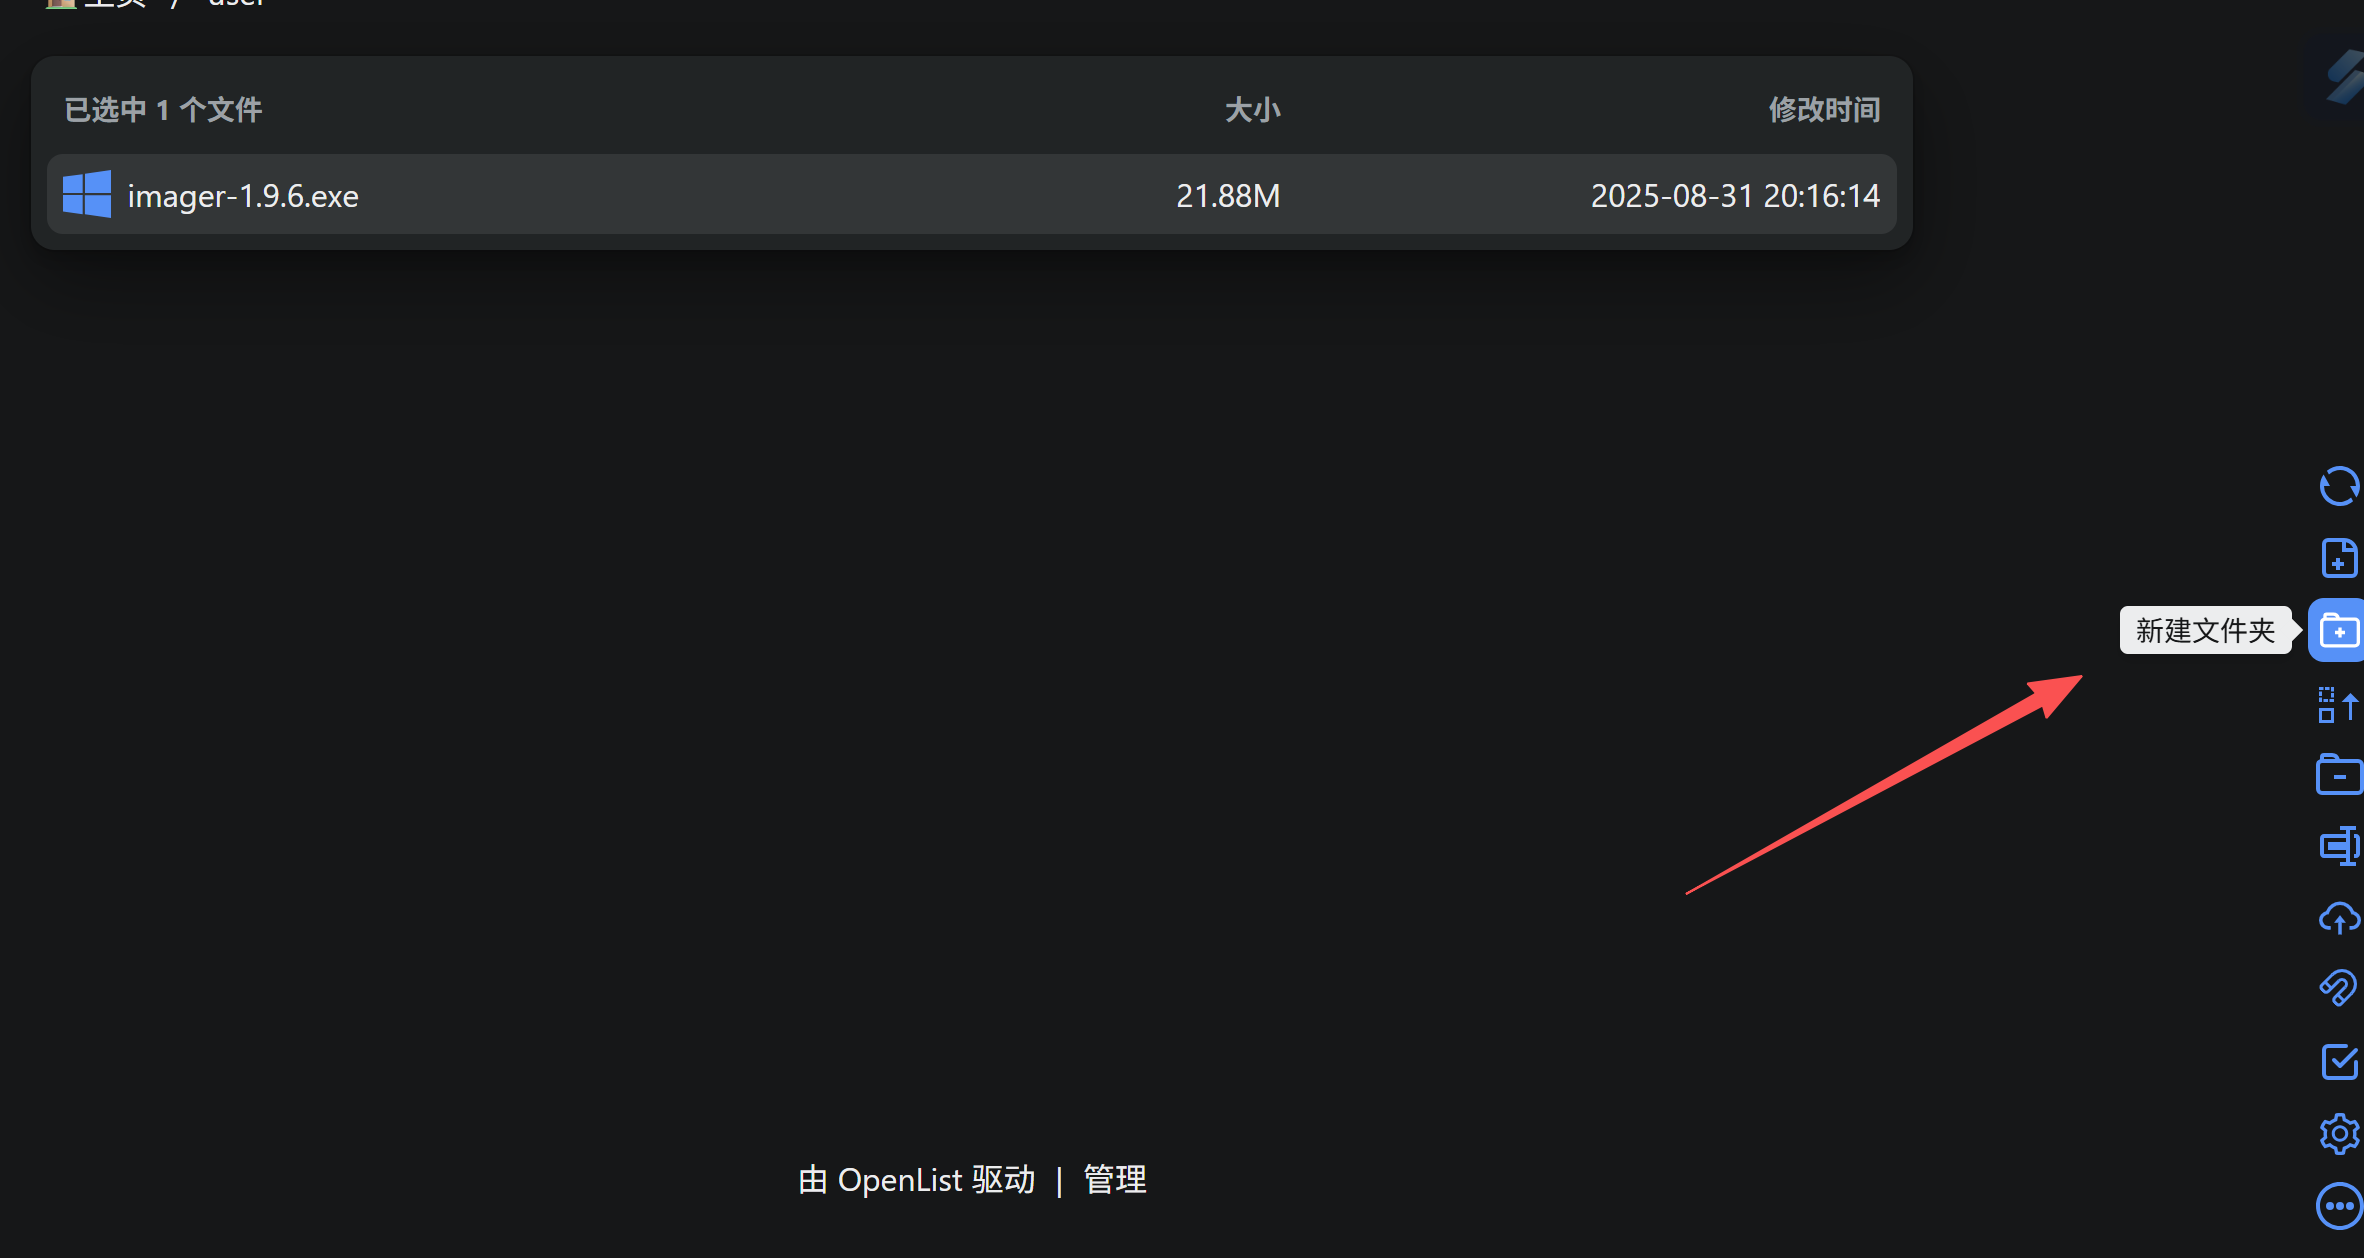 主页 / user
已选中 1 个文件 大小 修改时间
imager-1.9.6.exe 21.88M 2025-08-31 20:16:14
新建文件夹
由 OpenList 驱动 | 管理